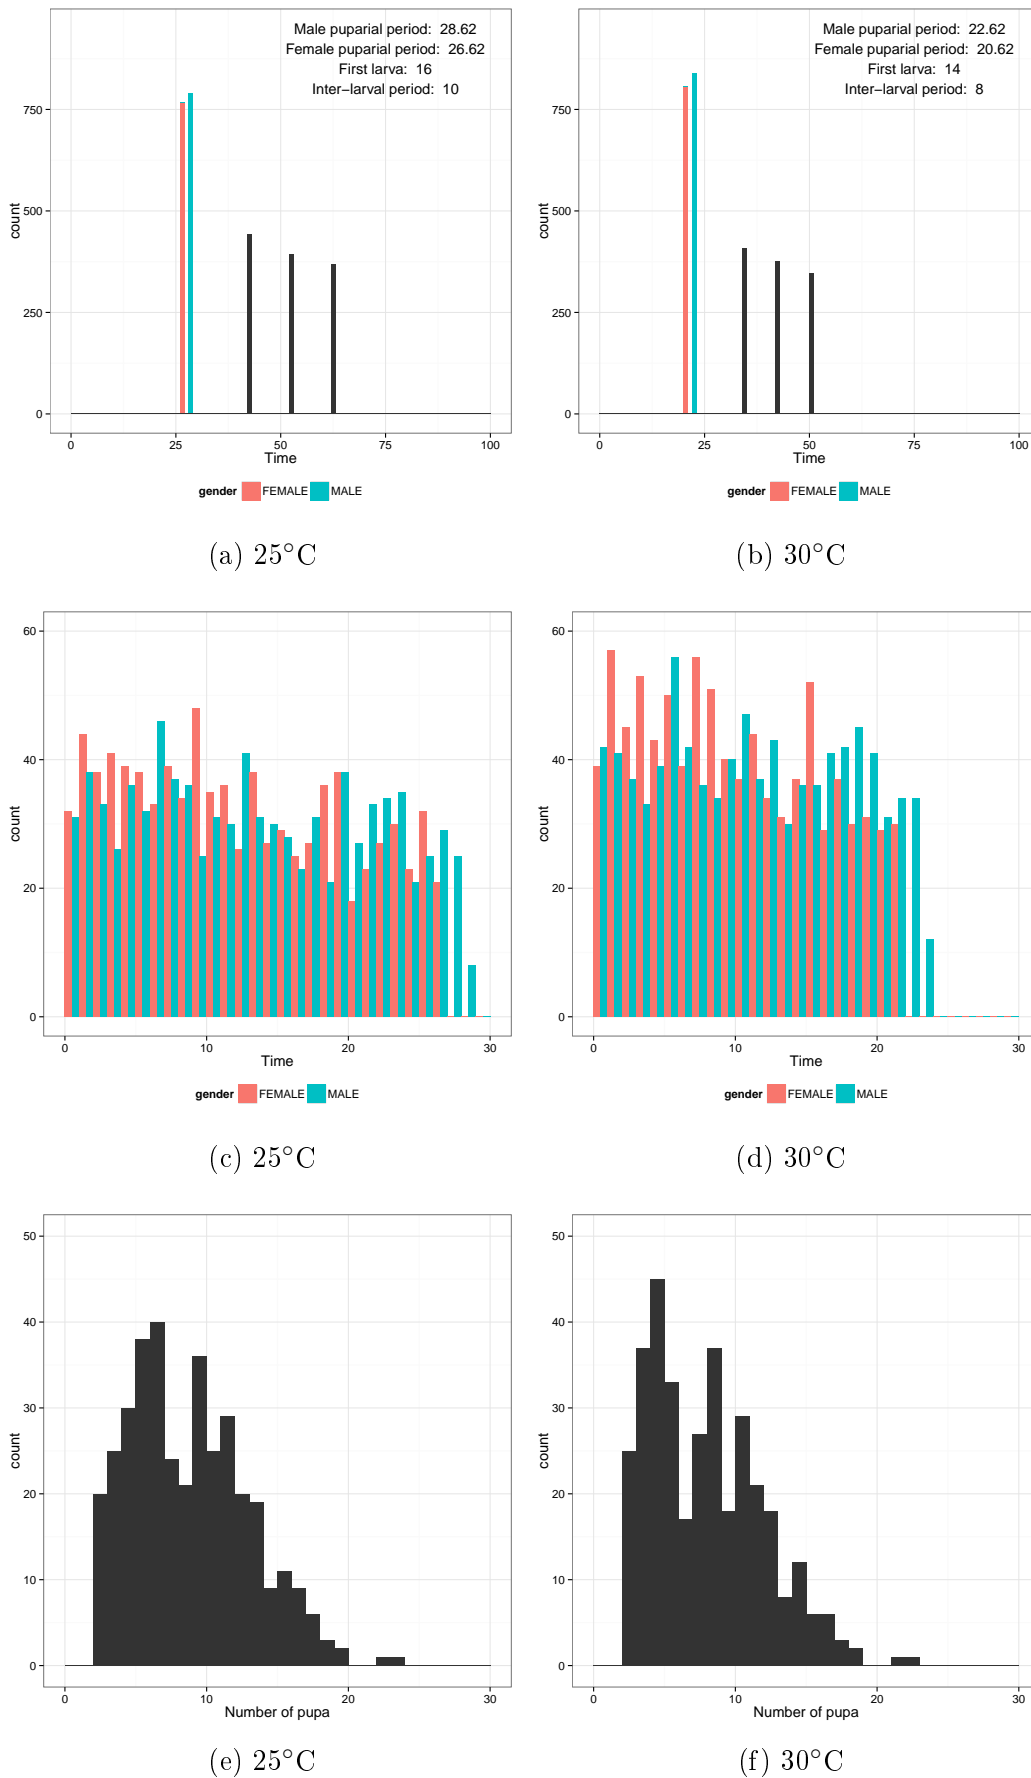 Male puparial period: 28.62
Female puparial period: 26.62
First larva: 16
Inter−larval period: 10
750
500
250
0
count
0 25 50 75 100
Time
gender FEMALE MALE
(a) 25°C
Male puparial period: 22.62
Female puparial period: 20.62
First larva: 14
Inter−larval period: 8
750
500
250
0
count
0 25 50 75 100
Time
gender FEMALE MALE
(b) 30°C
60
40
20
0
count
0 10 20 30
Time
gender FEMALE MALE
(c) 25°C
60
40
20
0
count
0 10 20 30
Time
gender FEMALE MALE
(d) 30°C
50
40
30
20
10
0
count
0 10 20 30
Number of pupa
(e) 25°C
50
40
30
20
10
0
count
0 10 20 30
Number of pupa
(f) 30°C